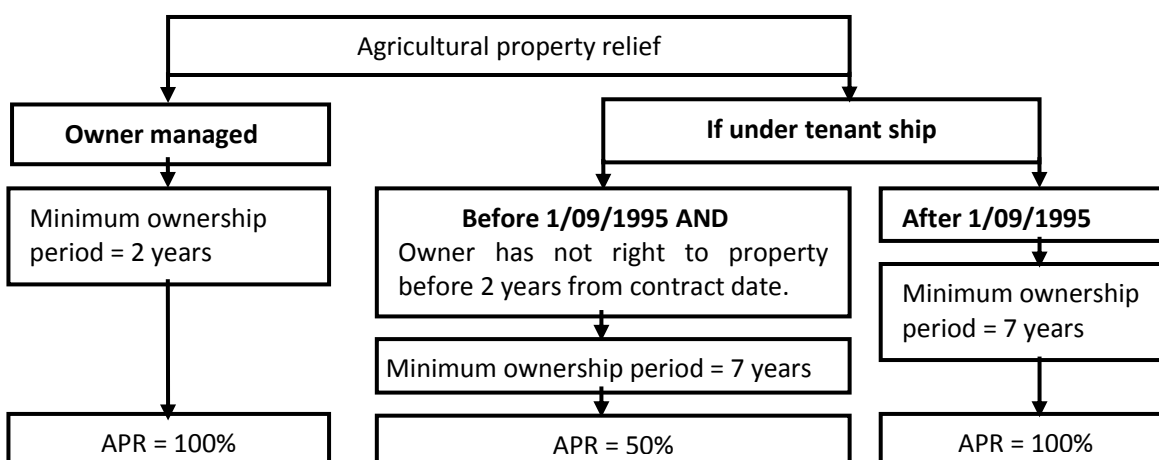 Agricultural property relief
Owner managed
If under tenant ship
Minimum ownership
period = 2 years
Before 1/09/1995 AND
Owner has not right to property
before 2 years from contract date.
After 1/09/1995
Minimum ownership
period = 7 years
Minimum ownership period = 7 years
APR = 100%
APR = 50%
APR = 100%